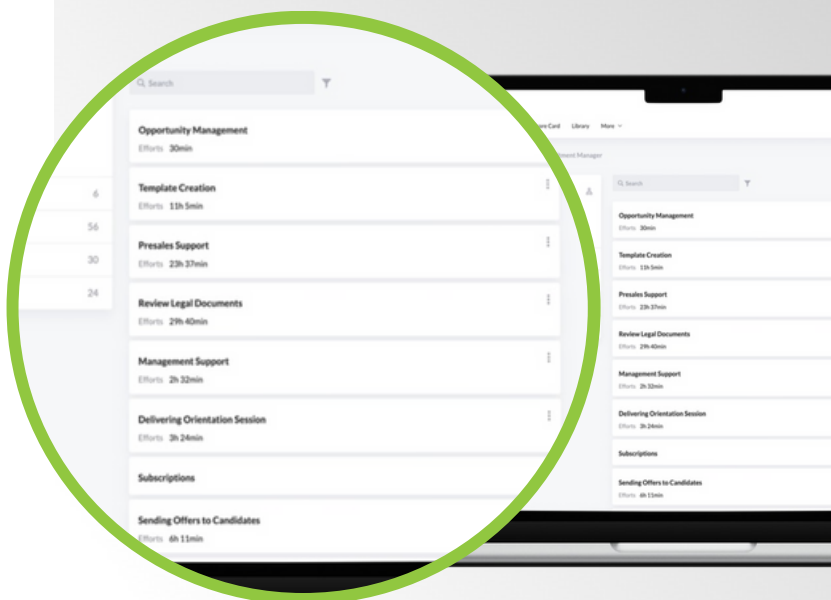 Search
Opportunity Management
Efforts 30min
Template Creation
Efforts 11h 5min
Presales Support
Efforts 23h 37min
Review Legal Documents
Efforts 29h 40min
Management Support
Efforts 2h 32min
Delivering Orientation Session
Efforts 3h 24min
Subscriptions
Sending Offers to Candidates
Efforts 6h 11min
6
56
30
24
Card Library More
Manager
Search
Opportunity Management
Efforts 30min
Template Creation
Efforts 11h 5min
Presales Support
Efforts 23h 37min
Review Legal Documents
Efforts 29h 40min
Management Support
Efforts 2h 32min
Delivering Orientation Session
Efforts 3h 24min
Subscriptions
Sending Offers to Candidates
Efforts 6h 11min